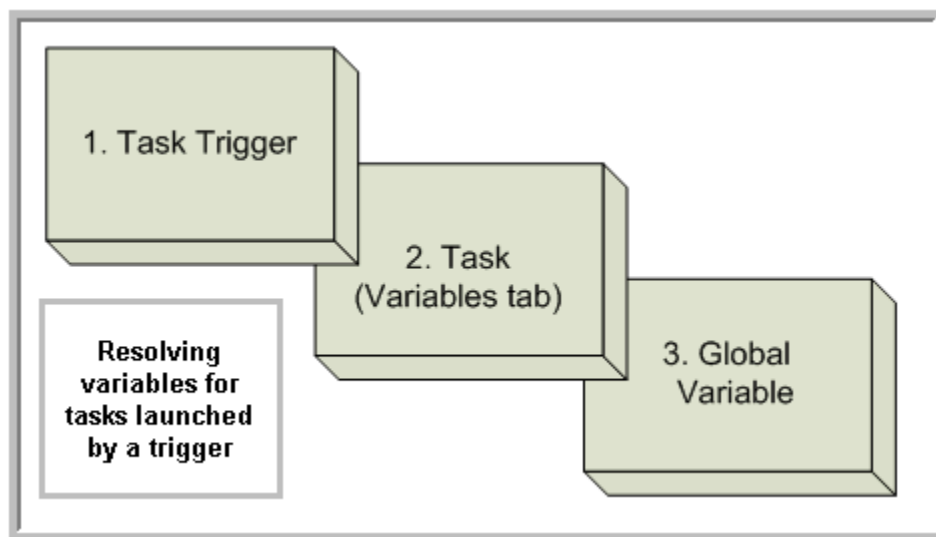 1. Task Trigger
2. Task
(Variables tab)
3. Global
Variable
Resolving
variables for
tasks launched
by a trigger